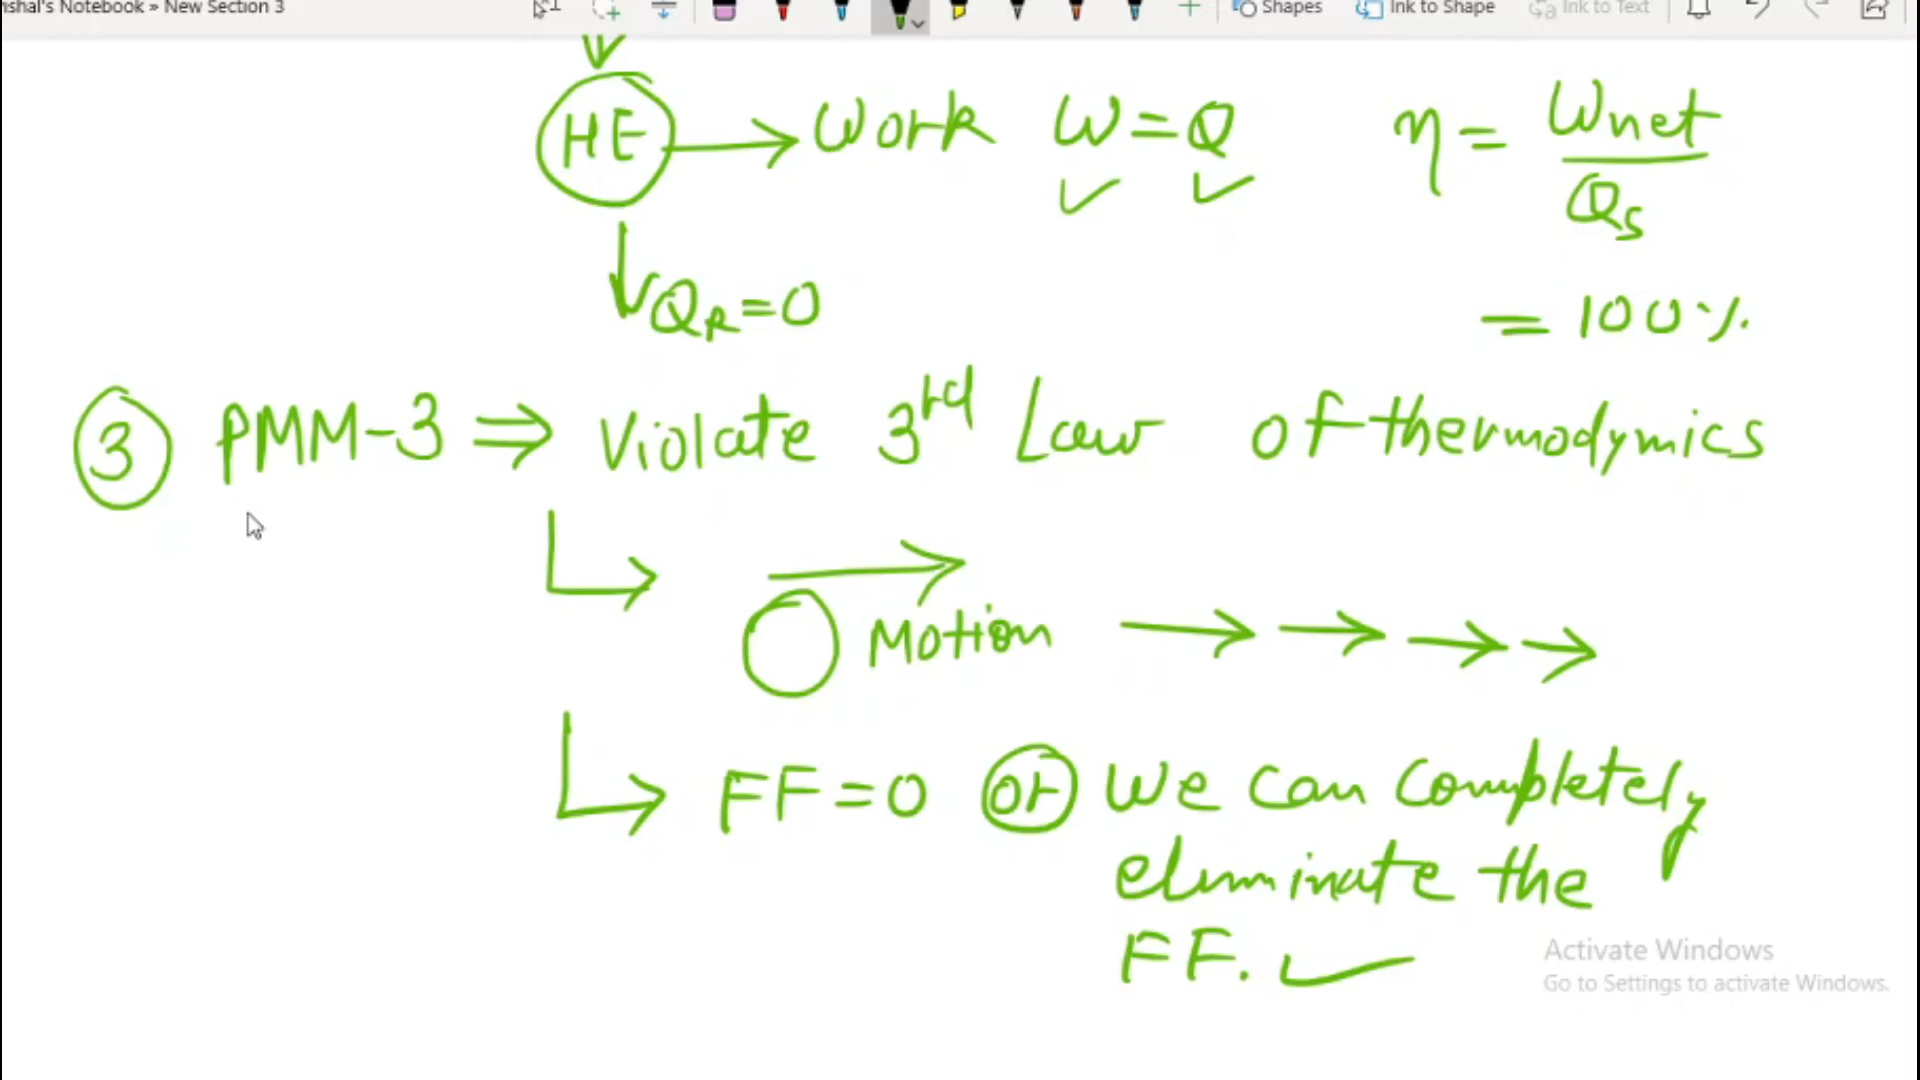 nshal's Notebook » New Section 3
Shapes Ink to Shape Ink to Text
HE Work W = Q η = Wnet / Qs
QR = 0 = 100%
3 PMM-3 ⇒ Violate 3rd Law of thermodymics
Motion
FF = 0 or we can completely
eliminate the
FF.
Activate Windows
Go to Settings to activate Windows.